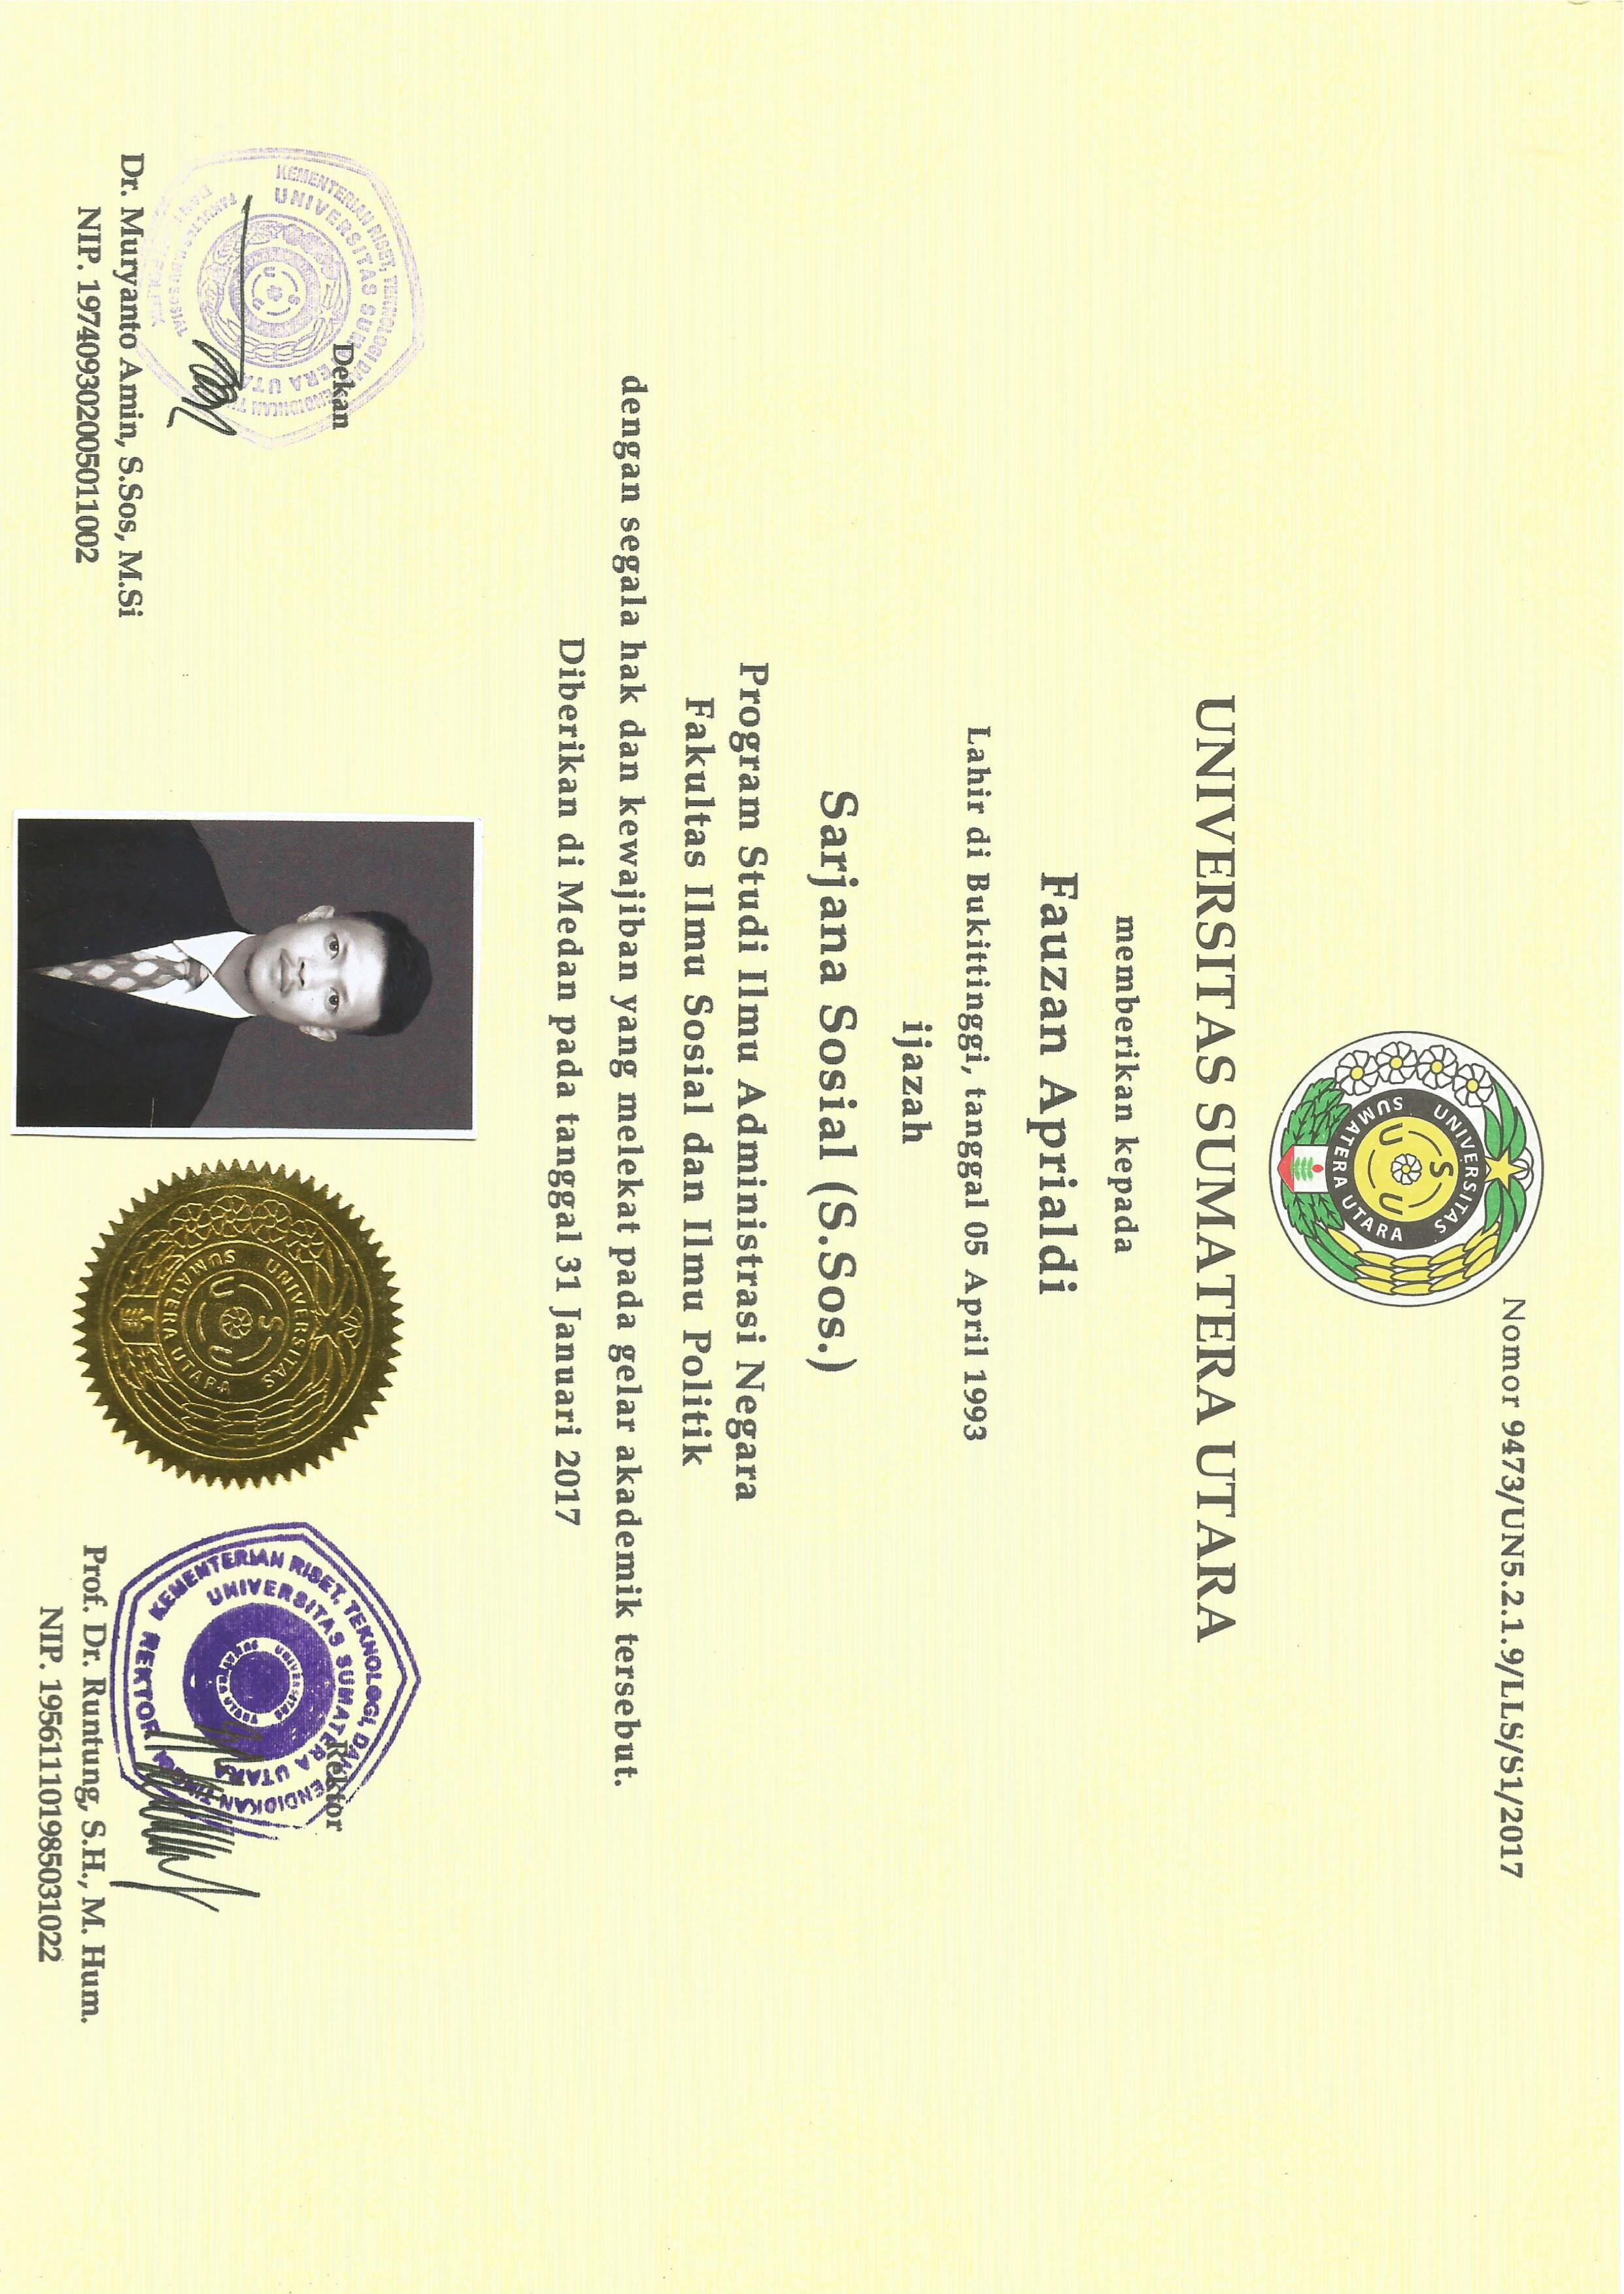 Nomor 9473/UN5.2.1.9/LLS/S1/2017
UNIVERSITAS
SUMATERA UTARA
USU
UNIVERSITAS SUMATERA UTARA
memberikan kepada
Fauzan Aprialdi
Lahir di Bukittinggi, tanggal 05 April 1993
ijazah
Sarjana Sosial (S.Sos.)
Program Studi Ilmu Administrasi Negara
Fakultas Ilmu Sosial dan Ilmu Politik
dengan segala hak dan kewajiban yang melekat pada gelar akademik tersebut.
Diberikan di Medan pada tanggal 31 Januari 2017
Dekan
KEMENTERIAN RISET, TEKNOLOGI DAN PENDIDIKAN
UNIVERSITAS SUMATERA UTARA
Dr. Muryanto Amin, S.Sos, M.Si
NIP. 197409302005011002
UNIVERSITAS
SUMATERA UTARA
USU
Rektor
KEMENTERIAN RISET, TEKNOLOGI, DAN PENDIDIKAN TINGGI
UNIVERSITAS SUMATERA UTARA
REKTOR
Prof. Dr. Runtung, S.H., M. Hum.
NIP. 195611101985031022